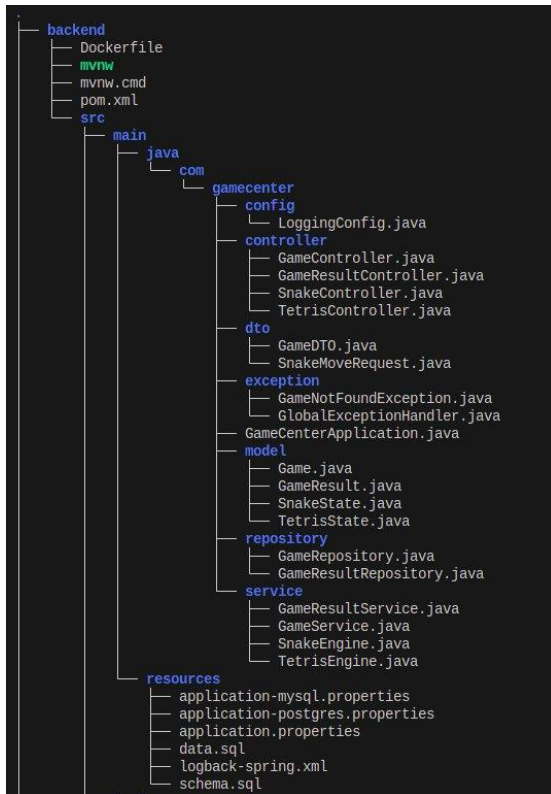 .
backend
Dockerfile
mvnw
mvnw.cmd
pom.xml
src
main
java
com
gamecenter
config
LoggingConfig.java
controller
GameController.java
GameResultController.java
SnakeController.java
TetrisController.java
dto
GameDTO.java
SnakeMoveRequest.java
exception
GameNotFoundException.java
GlobalExceptionHandler.java
GameCenterApplication.java
model
Game.java
GameResult.java
SnakeState.java
TetrisState.java
repository
GameRepository.java
GameResultRepository.java
service
GameResultService.java
GameService.java
SnakeEngine.java
TetrisEngine.java
resources
application-mysql.properties
application-postgres.properties
application.properties
data.sql
logback-spring.xml
schema.sql